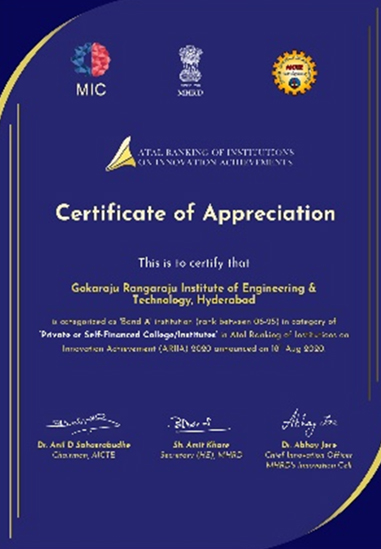 MIC
MHRD
AICTE
ATAL RANKING OF INSTITUTIONS
ON INNOVATION ACHIEVEMENTS
Certificate of Appreciation
This is to certify that
Gokaraju Rangaraju Institute of Engineering &
Technology, Hyderabad
is categorized as 'Band A' institution (rank between 06-25) in category of
"Private or Self-Financed College/Institutes" in Atal Ranking of Institutions on
Innovation Achievement (ARIIA) 2020 announced on 18 Aug 2020.
Dr. Anil D Sahasrabudhe
Chairman, AICTE
Sh. Amit Khare
Secretary (HE), MHRD
Dr. Abhay Jere
Chief Innovation Officer
MHRD's Innovation Cell